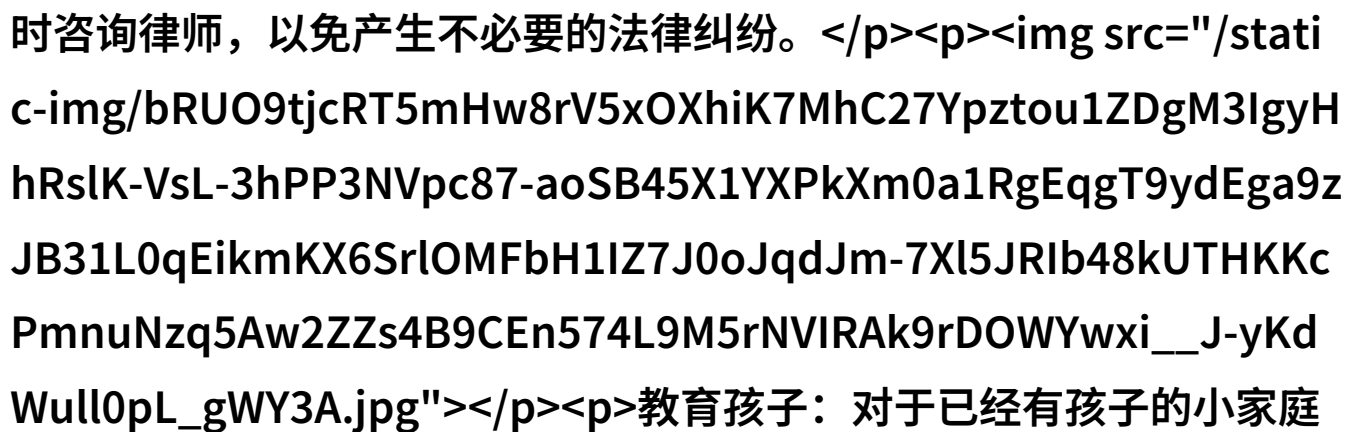 时咨询律师，以免产生不必要的法律纠纷。</p><p><img src="/stati
c-img/bRUO9tjcRT5mHw8rV5xOXhiK7MhC27Ypztou1ZDgM3IgyH
hRslK-VsL-3hPP3NVpc87-aoSB45X1YXPkXm0a1RgEqgT9ydEga9z
JB31L0qEikmKX6SrlOMFbH1IZ7J0oJqdJm-7Xl5JRIb48kUTHKKc
PmnuNzq5Aw2ZZs4B9CEn574L9M5rNVIRAk9rDOWYwxi__J-yKd
Wull0pL_gWY3A.jpg"></p><p>教育孩子：对于已经有孩子的小家庭